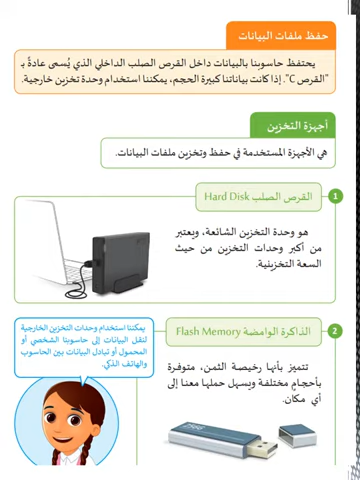 حفظ ملفات البيانات
يحتفظ حاسوبنا بالبيانات داخل القرص الصلب الداخلي الذي يُسمى عادةً بـ
"القرص C". إذا كانت بياناتنا كبيرة الحجم، يمكننا استخدام وحدة تخزين خارجية.
أجهزة التخزين
هي الأجهزة المستخدمة في حفظ وتخزين ملفات البيانات.
1 القرص الصلب Hard Disk
هو وحدة التخزين الشائعة، ويعتبر
من أكبر وحدات التخزين من حيث
السعة التخزينية.
2 الذاكرة الوامضة Flash Memory
تتميز بأنها رخيصة الثمن، متوفرة
بأحجام مختلفة ويسهل حملها معنا إلى
أي مكان.
يمكننا استخدام وحدات التخزين الخارجية
لنقل البيانات إلى حاسوبنا الشخصي أو
المحمول أو تبادل البيانات بين الحاسوب
والهاتف الذكي.